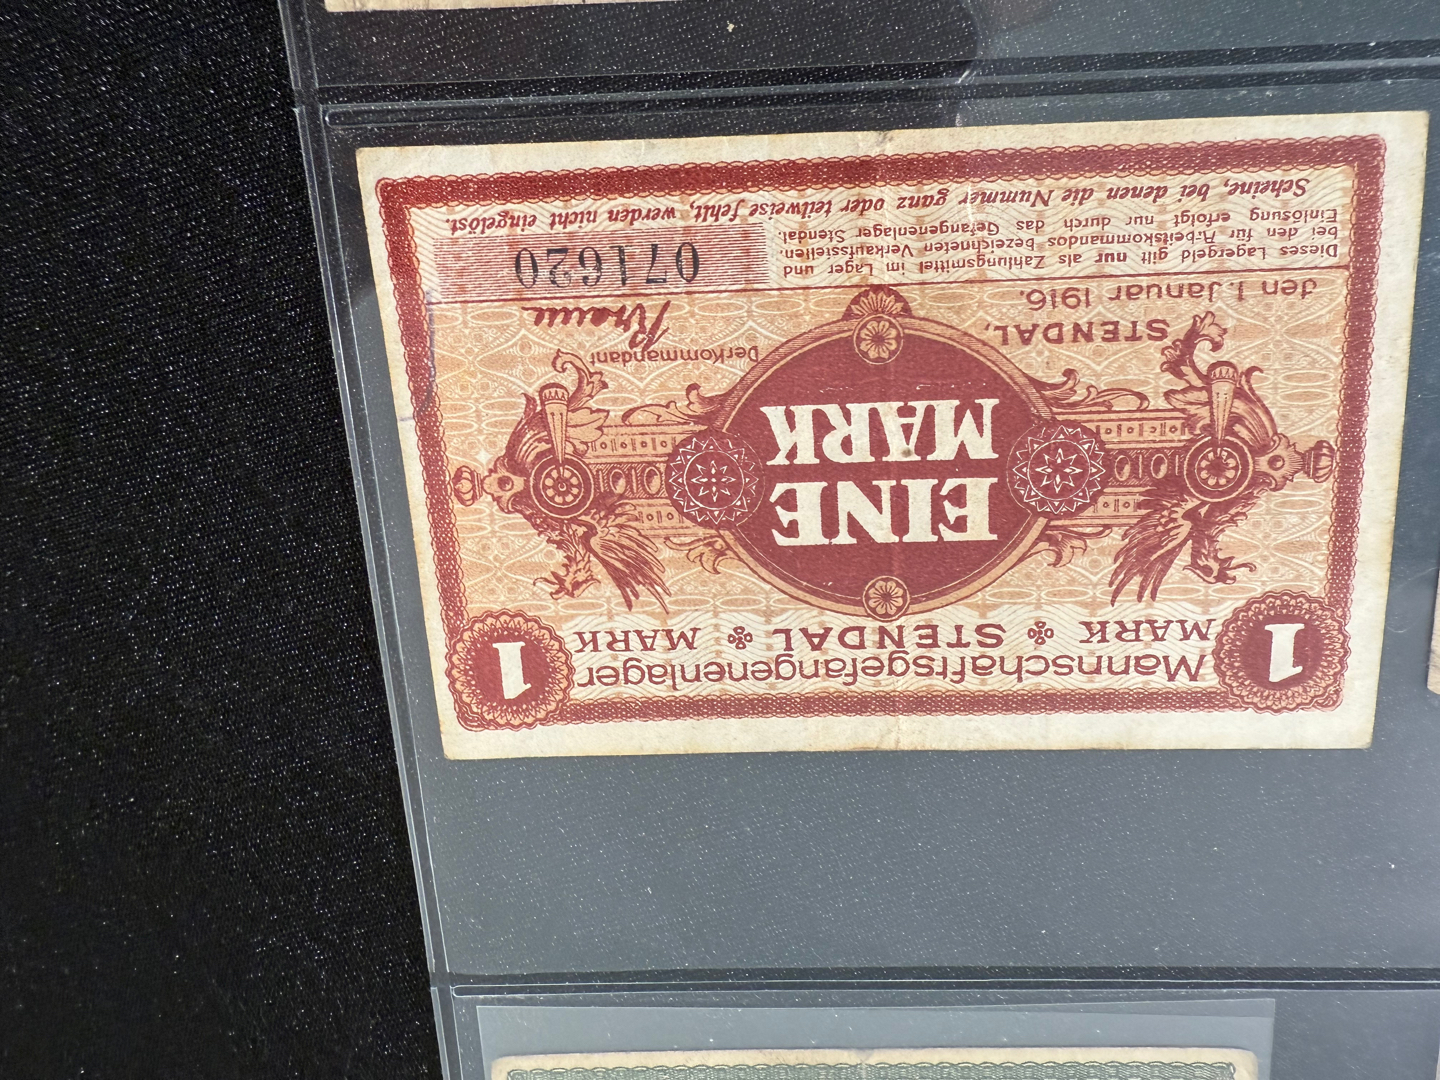 Mannschaftsgefangenenlager
1 MARK STENDAL MARK 1
EINE
MARK
STENDAL,
den 1. Januar 1916.
Der Kommandant
071620
Dieses Lagergeld gilt nur als Zahlungsmittel im Lager und
bei den für Arbeitskommandos bezeichneten Verkaufsstellen.
Einlösung erfolgt nur durch das Gefangenenlager Stendal.
Scheine, bei denen die Nummer ganz oder teilweise fehlt, werden nicht eingelöst.